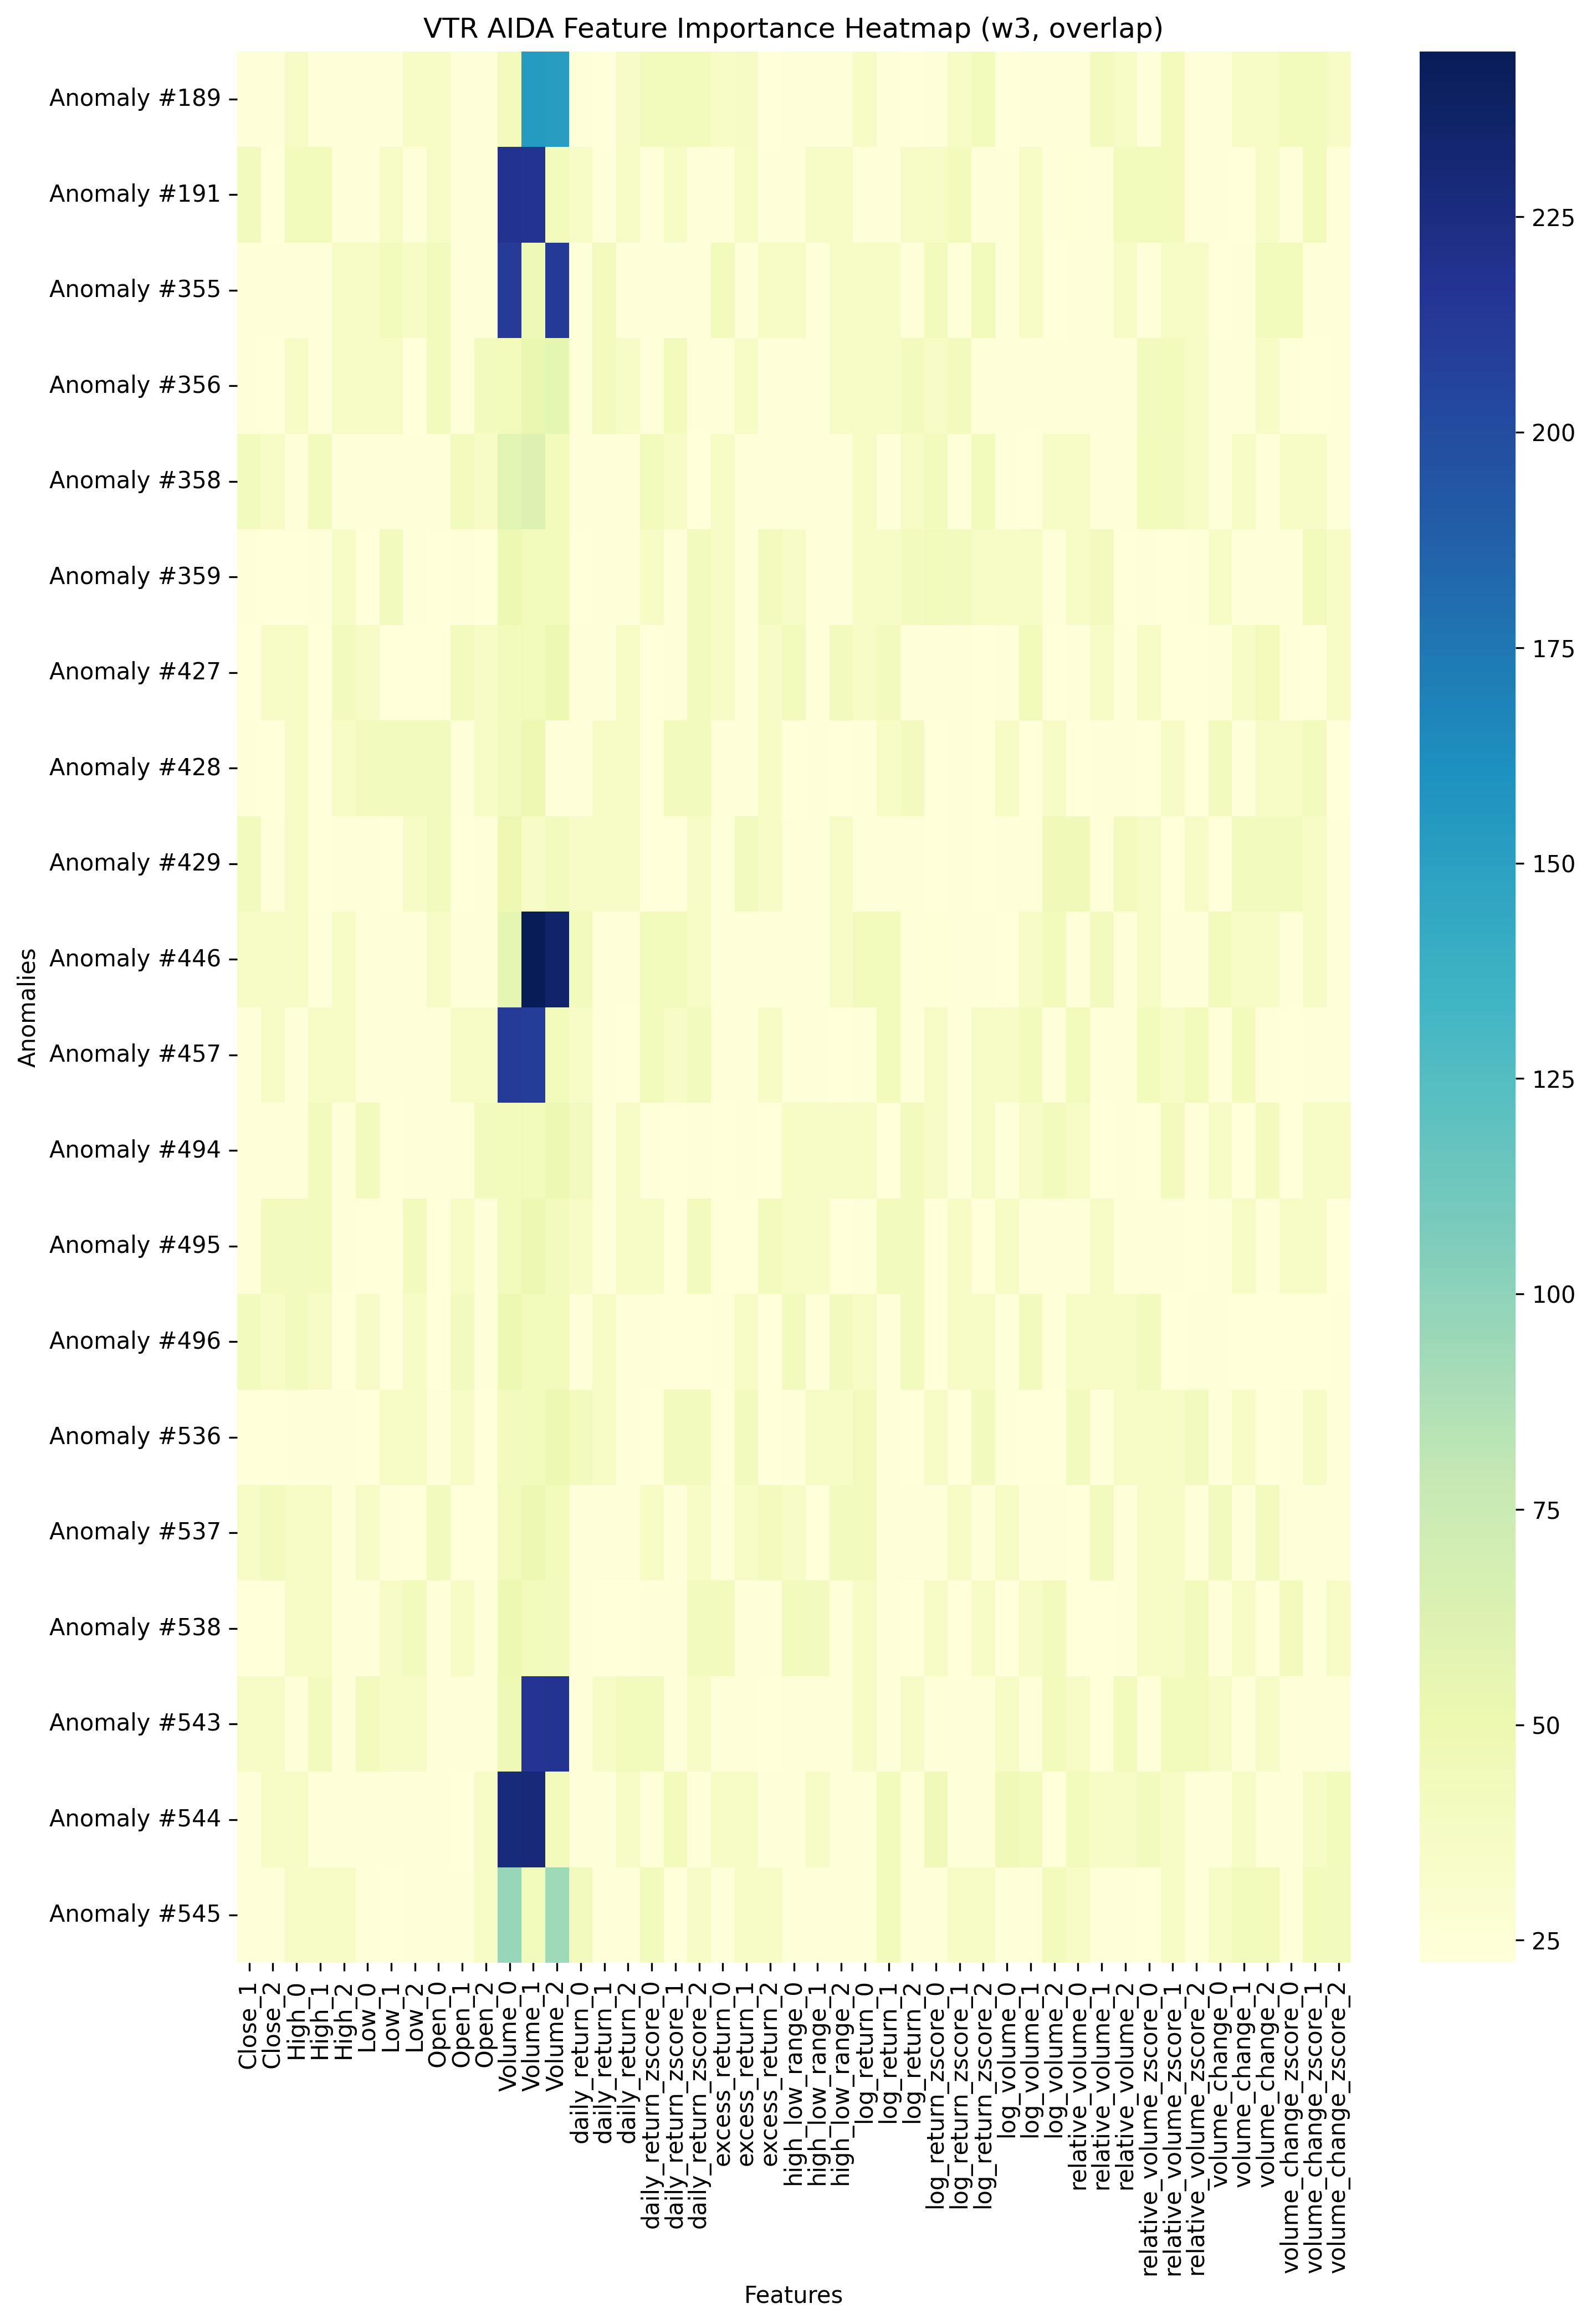 VTR AIDA Feature Importance Heatmap (w3, overlap)
Anomalies
Anomaly #189
Anomaly #191
Anomaly #355
Anomaly #356
Anomaly #358
Anomaly #359
Anomaly #427
Anomaly #428
Anomaly #429
Anomaly #446
Anomaly #457
Anomaly #494
Anomaly #495
Anomaly #496
Anomaly #536
Anomaly #537
Anomaly #538
Anomaly #543
Anomaly #544
Anomaly #545
Close_1
Close_2
High_0
High_1
High_2
Low_0
Low_1
Low_2
Open_0
Open_1
Open_2
Volume_0
Volume_1
Volume_2
daily_return_0
daily_return_1
daily_return_2
daily_return_zscore_0
daily_return_zscore_1
daily_return_zscore_2
excess_return_0
excess_return_1
excess_return_2
high_low_range_0
high_low_range_1
high_low_range_2
log_return_0
log_return_1
log_return_2
log_return_zscore_0
log_return_zscore_1
log_return_zscore_2
log_volume_0
log_volume_1
log_volume_2
relative_volume_0
relative_volume_1
relative_volume_2
relative_volume_zscore_0
relative_volume_zscore_1
relative_volume_zscore_2
volume_change_0
volume_change_1
volume_change_2
volume_change_zscore_0
volume_change_zscore_1
volume_change_zscore_2
Features
225
200
175
150
125
100
75
50
25